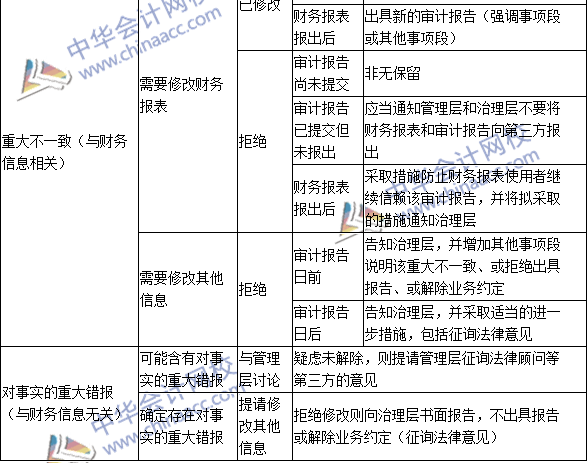 已修改
财务报表
报出后
出具新的审计报告（强调事项段
或其他事项段）
重大不一致（与财务
信息相关）
需要修改财务
报表
拒绝
审计报告
尚未提交
非无保留
审计报告
已提交但
未报出
应当通知管理层和治理层不要将
财务报表和审计报告向第三方报
出
财务报表
报出后
采取措施防止财务报表使用者继
续信赖该审计报告，并将拟采取
的措施通知治理层
需要修改其他
信息
拒绝
审计报告
日前
告知治理层，并增加其他事项段
说明该重大不一致、或拒绝出具
报告、或解除业务约定
审计报告
日后
告知治理层，并采取适当的进一
步措施，包括征询法律意见
对事实的重大错报
（与财务信息无关）
可能含有对事
实的重大错报
与管理
层讨论
疑虑未解除，则提请管理层征询法律顾问等
第三方的意见
确定存在对事
实的重大错报
提请修
改其他
信息
拒绝修改则向治理层书面报告，不出具报告
或解除业务约定（征询法律意见）
中华会计网校
www.chinaacc.com
中华会计网校
www.chinaacc.com
中华会计网校
www.chinaacc.com